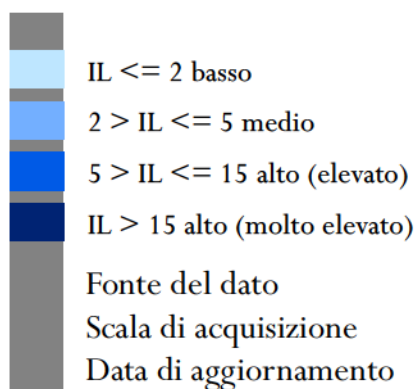 IL <= 2 basso
2 > IL <= 5 medio
5 > IL <= 15 alto (elevato)
IL > 15 alto (molto elevato)
Fonte del dato
Scala di acquisizione
Data di aggiornamento